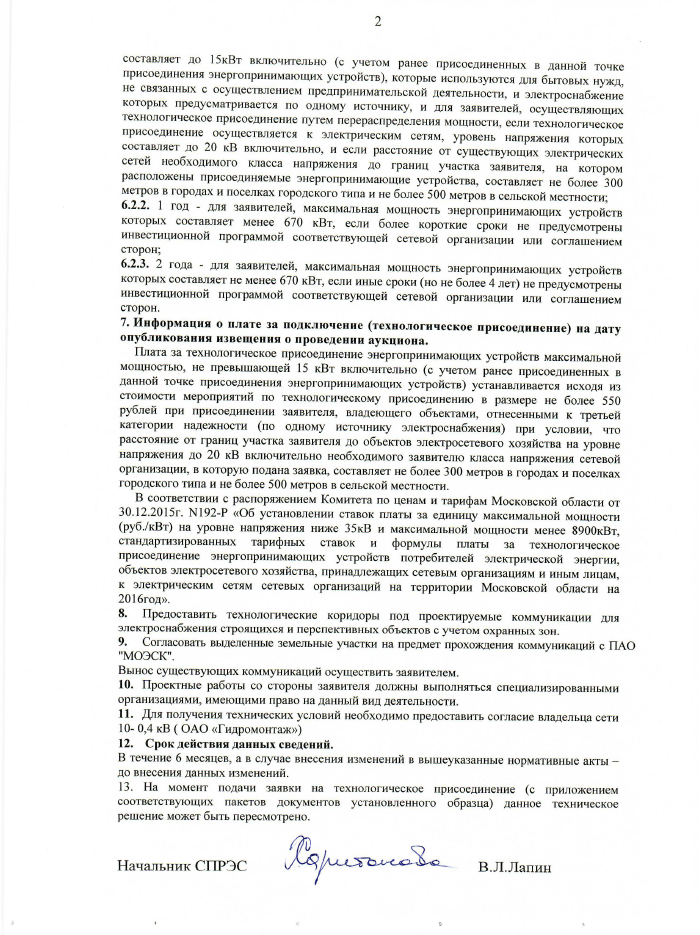 2
составляет до 15кВт включительно (с учетом ранее присоединенных в данной точке
присоединения энергопринимающих устройств), которые используются для бытовых нужд,
не связанных с осуществлением предпринимательской деятельности, и электроснабжение
которых предусматривается по одному источнику, и для заявителей, осуществляющих
технологическое присоединение путем перераспределения мощности, если технологическое
присоединение осуществляется к электрическим сетям, уровень напряжения которых
составляет до 20 кВ включительно, и если расстояние от существующих электрических
сетей необходимого класса напряжения до границ участка заявителя, на котором
расположены присоединяемые энергопринимающие устройства, составляет не более 300
метров в городах и поселках городского типа и не более 500 метров в сельской местности;
6.2.2. 1 год - для заявителей, максимальная мощность энергопринимающих устройств
которых составляет менее 670 кВт, если более короткие сроки не предусмотрены
инвестиционной программой соответствующей сетевой организации или соглашением
сторон;
6.2.3. 2 года - для заявителей, максимальная мощность энергопринимающих устройств
которых составляет не менее 670 кВт, если иные сроки (но не более 4 лет) не предусмотрены
инвестиционной программой соответствующей сетевой организации или соглашением
сторон.
7. Информация о плате за подключение (технологическое присоединение) на дату
опубликования извещения о проведении аукциона.
Плата за технологическое присоединение энергопринимающих устройств максимальной
мощностью, не превышающей 15 кВт включительно (с учетом ранее присоединенных в
данной точке присоединения энергопринимающих устройств) устанавливается исходя из
стоимости мероприятий по технологическому присоединению в размере не более 550
рублей при присоединении заявителя, владеющего объектами, отнесенными к третьей
категории надежности (по одному источнику электроснабжения) при условии, что
расстояние от границ участка заявителя до объектов электросетевого хозяйства на уровне
напряжения до 20 кВ включительно необходимого заявителю класса напряжения сетевой
организации, в которую подана заявка, составляет не более 300 метров в городах и поселках
городского типа и не более 500 метров в сельской местности.
В соответствии с распоряжением Комитета по ценам и тарифам Московской области от
30.12.2015г. N192-Р «Об установлении ставок платы за единицу максимальной мощности
(руб./кВт) на уровне напряжения ниже 35кВ и максимальной мощности менее 8900кВт,
стандартизированных тарифных ставок и формулы платы за технологическое
присоединение энергопринимающих устройств потребителей электрической энергии,
объектов электросетевого хозяйства, принадлежащих сетевым организациям и иным лицам,
к электрическим сетям сетевых организаций на территории Московской области на
2016год».
8. Предоставить технологические коридоры под проектируемые коммуникации для
электроснабжения строящихся и перспективных объектов с учетом охранных зон.
9. Согласовать выделенные земельные участки на предмет прохождения коммуникаций с ПАО
"МОЭСК".
Вынос существующих коммуникаций осуществить заявителем.
10. Проектные работы со стороны заявителя должны выполняться специализированными
организациями, имеющими право на данный вид деятельности.
11. Для получения технических условий необходимо предоставить согласие владельца сети
10- 0,4 кВ ( ОАО «Гидромонтаж»)
12. Срок действия данных сведений.
В течение 6 месяцев, а в случае внесения изменений в вышеуказанные нормативные акты –
до внесения данных изменений.
13. На момент подачи заявки на технологическое присоединение (с приложением
соответствующих пакетов документов установленного образца) данное техническое
решение может быть пересмотрено.
Начальник СПРЭС Харитонова В.Л.Лапин